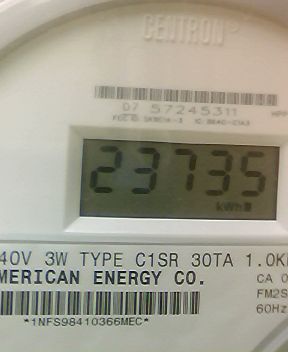 CENTRON®
07 57245311
23735
kWh
40V 3W TYPE C1SR 30TA 1.0K
MERICAN ENERGY CO.
CA 0
FM2S
60Hz
*1NFS98410366MEC*